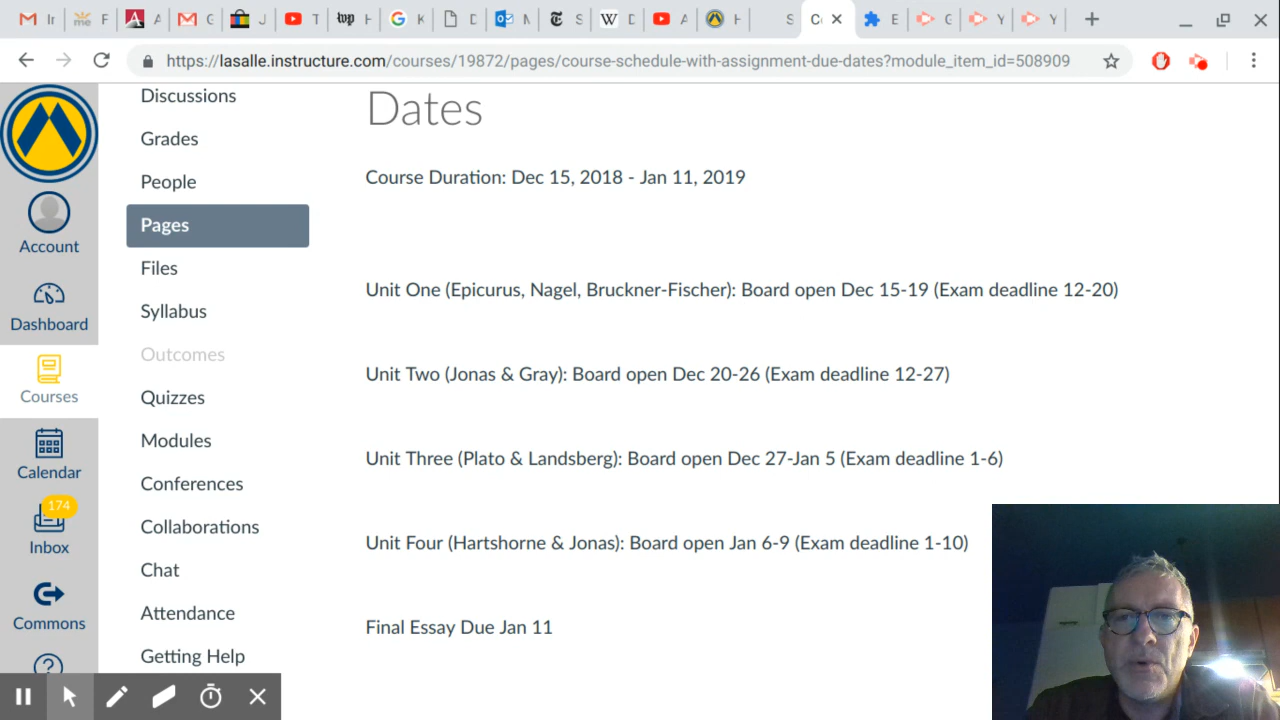 Ir
F
A
G
J
T
H
K
D
N
S
D
A
H
S
C
E
G
Y
Y
https://lasalle.instructure.com/courses/19872/pages/course-schedule-with-assignment-due-dates?module_item_id=508909
Account
Dashboard
Courses
174
Inbox
Calendar
Commons
Discussions
Grades
People
Pages
Files
Syllabus
Outcomes
Quizzes
Modules
Conferences
Collaborations
Chat
Attendance
Getting Help
Dates
Course Duration: Dec 15, 2018 - Jan 11, 2019
Unit One (Epicurus, Nagel, Bruckner-Fischer): Board open Dec 15-19 (Exam deadline 12-20)
Unit Two (Jonas & Gray): Board open Dec 20-26 (Exam deadline 12-27)
Unit Three (Plato & Landsberg): Board open Dec 27-Jan 5 (Exam deadline 1-6)
Unit Four (Hartshorne & Jonas): Board open Jan 6-9 (Exam deadline 1-10)
Final Essay Due Jan 11